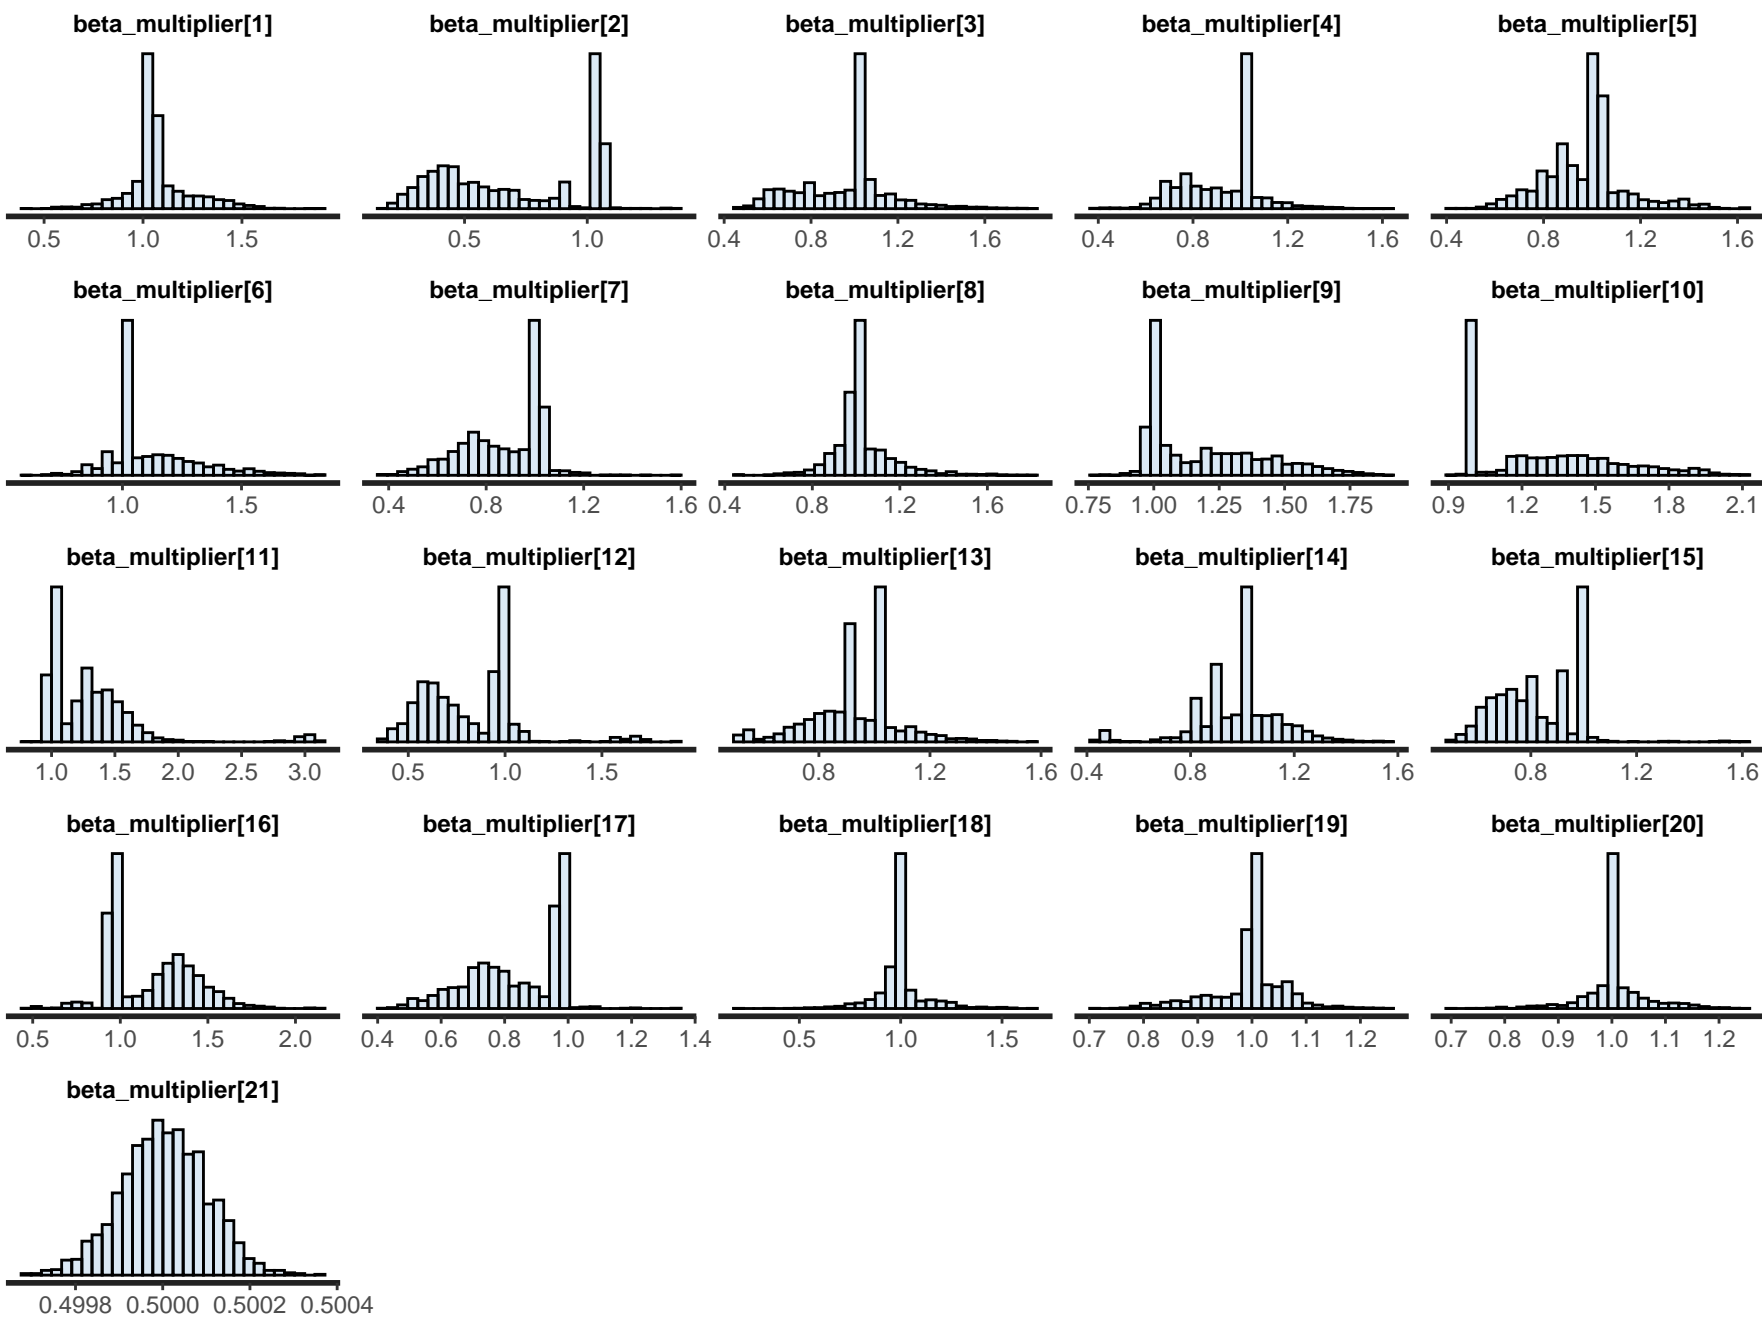 beta_multiplier[1] beta_multiplier[2] beta_multiplier[3] beta_multiplier[4] beta_multiplier[5]
0.5 1.0 1.5 0.5 1.0 0.4 0.8 1.2 1.6 0.4 0.8 1.2 1.6 0.4 0.8 1.2 1.6
beta_multiplier[6] beta_multiplier[7] beta_multiplier[8] beta_multiplier[9] beta_multiplier[10]
1.0 1.5 0.4 0.8 1.2 1.6 0.4 0.8 1.2 1.6 0.75 1.00 1.25 1.50 1.75 0.9 1.2 1.5 1.8 2.1
beta_multiplier[11] beta_multiplier[12] beta_multiplier[13] beta_multiplier[14] beta_multiplier[15]
1.0 1.5 2.0 2.5 3.0 0.5 1.0 1.5 0.8 1.2 1.6 0.4 0.8 1.2 1.6 0.8 1.2 1.6
beta_multiplier[16] beta_multiplier[17] beta_multiplier[18] beta_multiplier[19] beta_multiplier[20]
0.5 1.0 1.5 2.0 0.4 0.6 0.8 1.0 1.2 1.4 0.5 1.0 1.5 0.7 0.8 0.9 1.0 1.1 1.2 0.7 0.8 0.9 1.0 1.1 1.2
beta_multiplier[21]
0.4998 0.5000 0.5002 0.5004